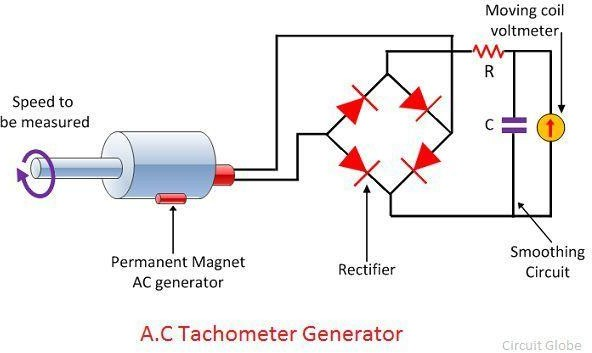 Moving coil
voltmeter
R
Speed to
be measured
C
Permanent Magnet
AC generator
Rectifier
Smoothing
Circuit
A.C Tachometer Generator
Circuit Globe